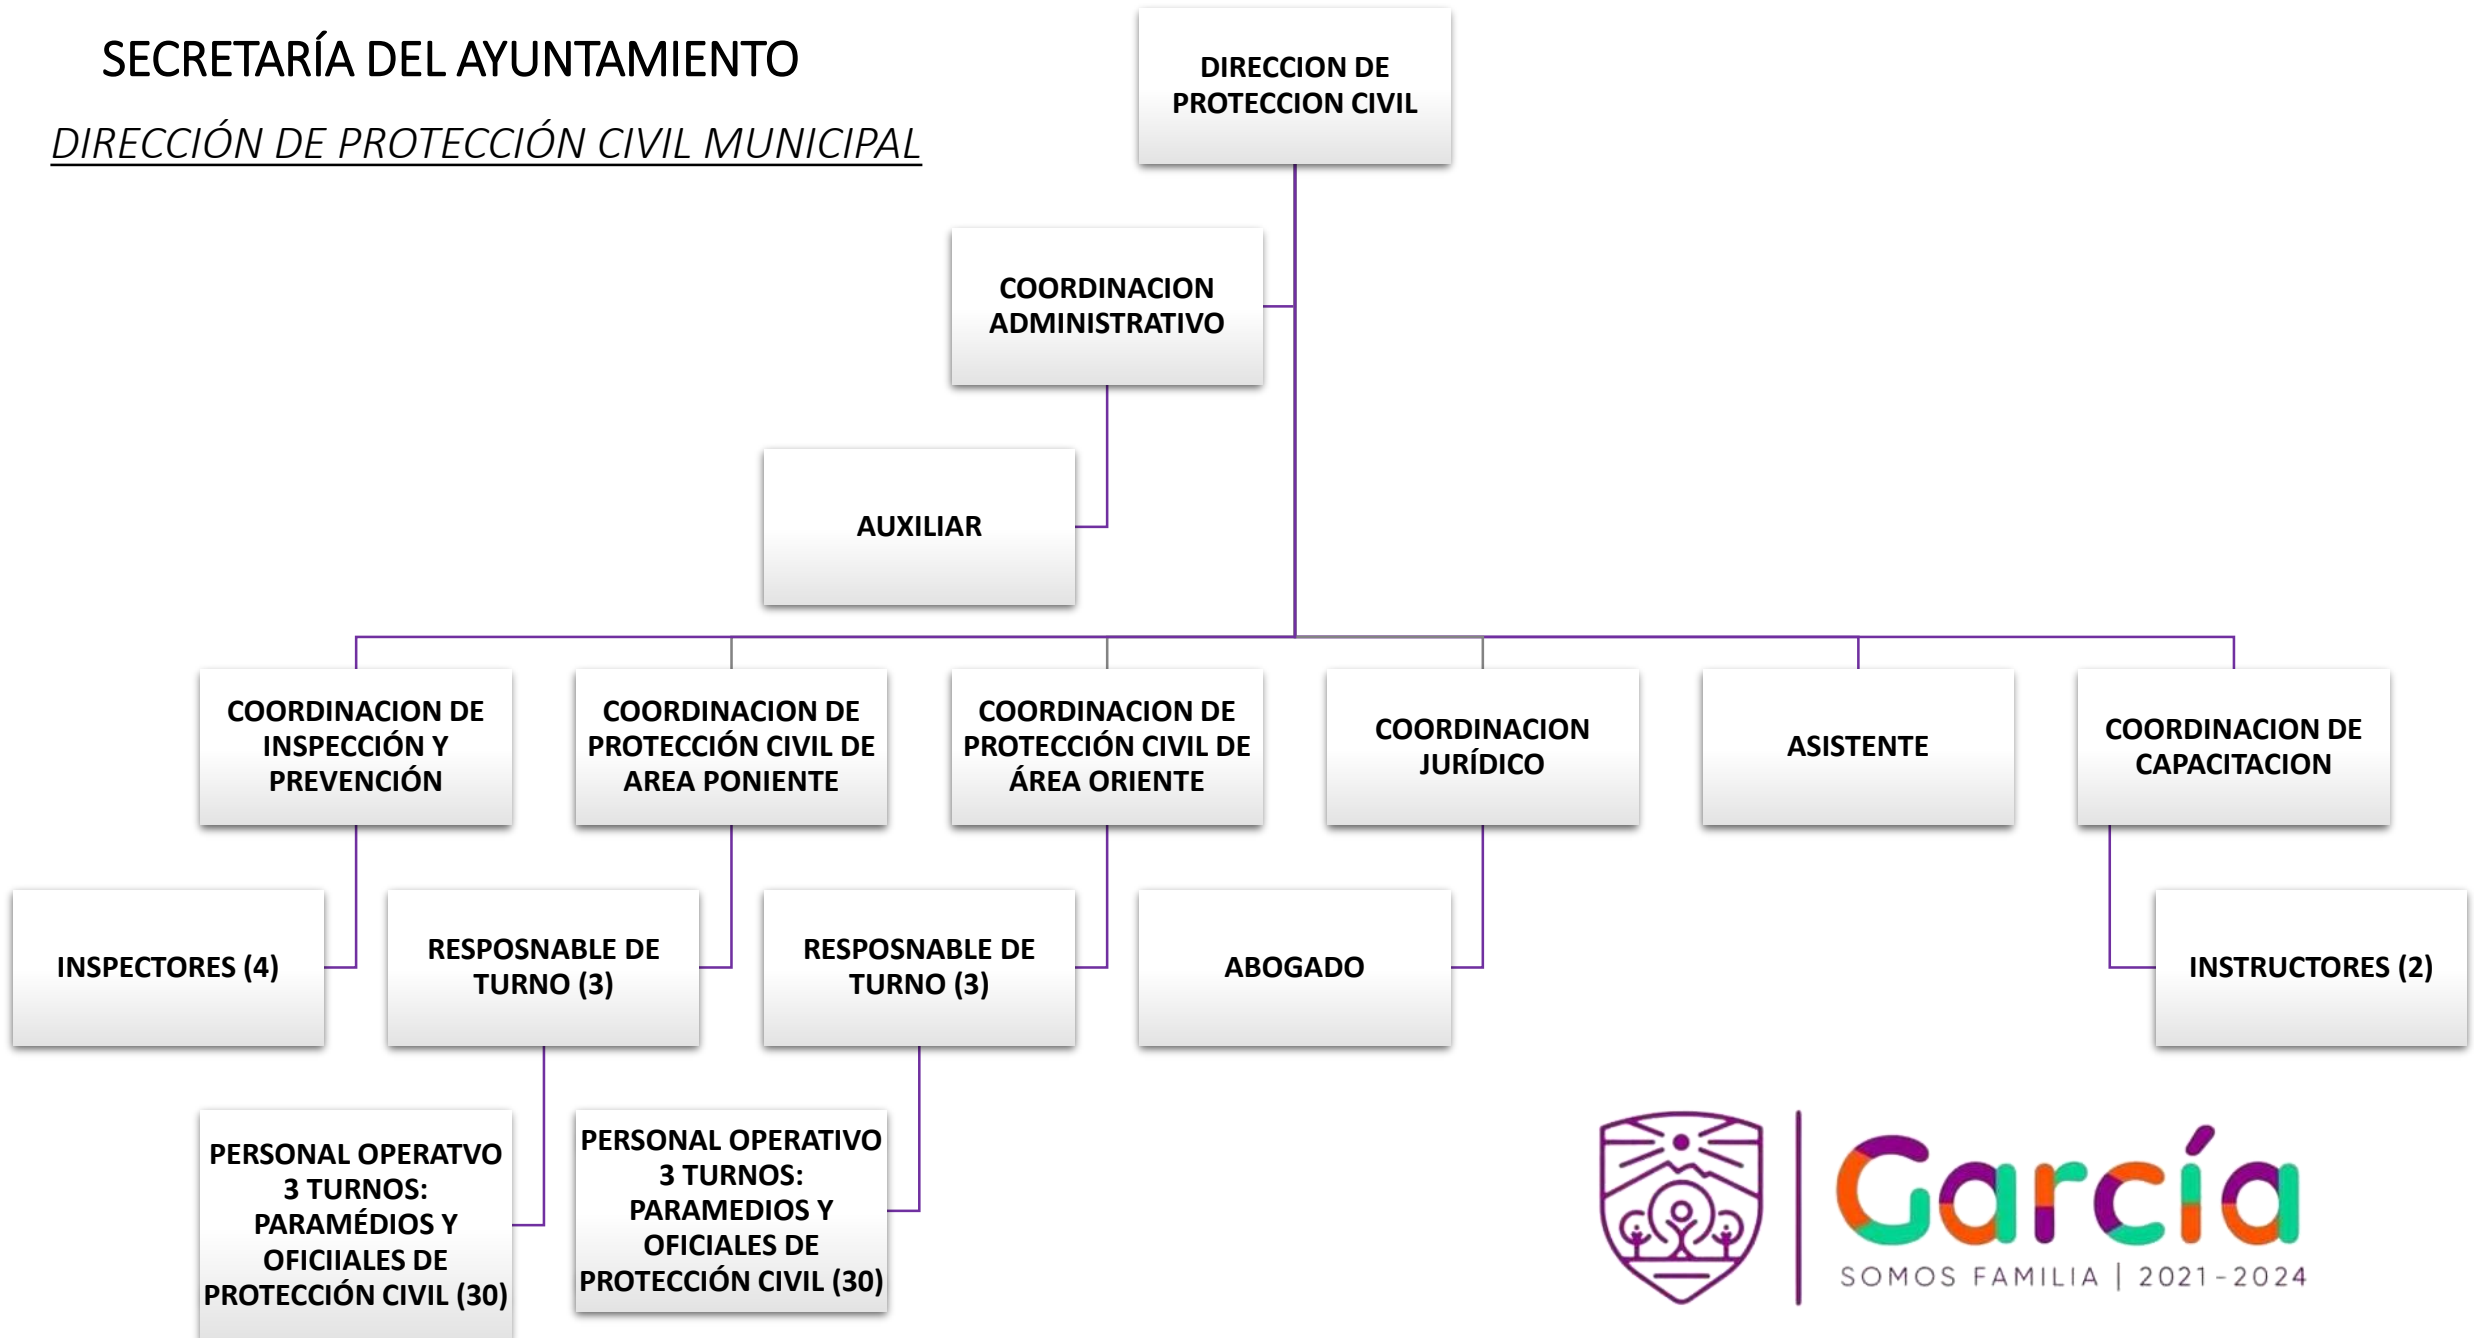 SECRETARÍA DEL AYUNTAMIENTO
DIRECCIÓN DE PROTECCIÓN CIVIL MUNICIPAL
DIRECCION DE
PROTECCION CIVIL
COORDINACION
ADMINISTRATIVO
AUXILIAR
COORDINACION DE
INSPECCIÓN Y
PREVENCIÓN
COORDINACION DE
PROTECCIÓN CIVIL DE
AREA PONIENTE
COORDINACION DE
PROTECCIÓN CIVIL DE
ÁREA ORIENTE
COORDINACION
JURÍDICO
ASISTENTE
COORDINACION DE
CAPACITACION
INSPECTORES (4)
RESPOSNABLE DE
TURNO (3)
RESPOSNABLE DE
TURNO (3)
ABOGADO
INSTRUCTORES (2)
PERSONAL OPERATVO
3 TURNOS:
PARAMÉDIOS Y
OFICIIALES DE
PROTECCIÓN CIVIL (30)
PERSONAL OPERATIVO
3 TURNOS:
PARAMEDIOS Y
OFICIALES DE
PROTECCIÓN CIVIL (30)
García
SOMOS FAMILIA | 2021-2024